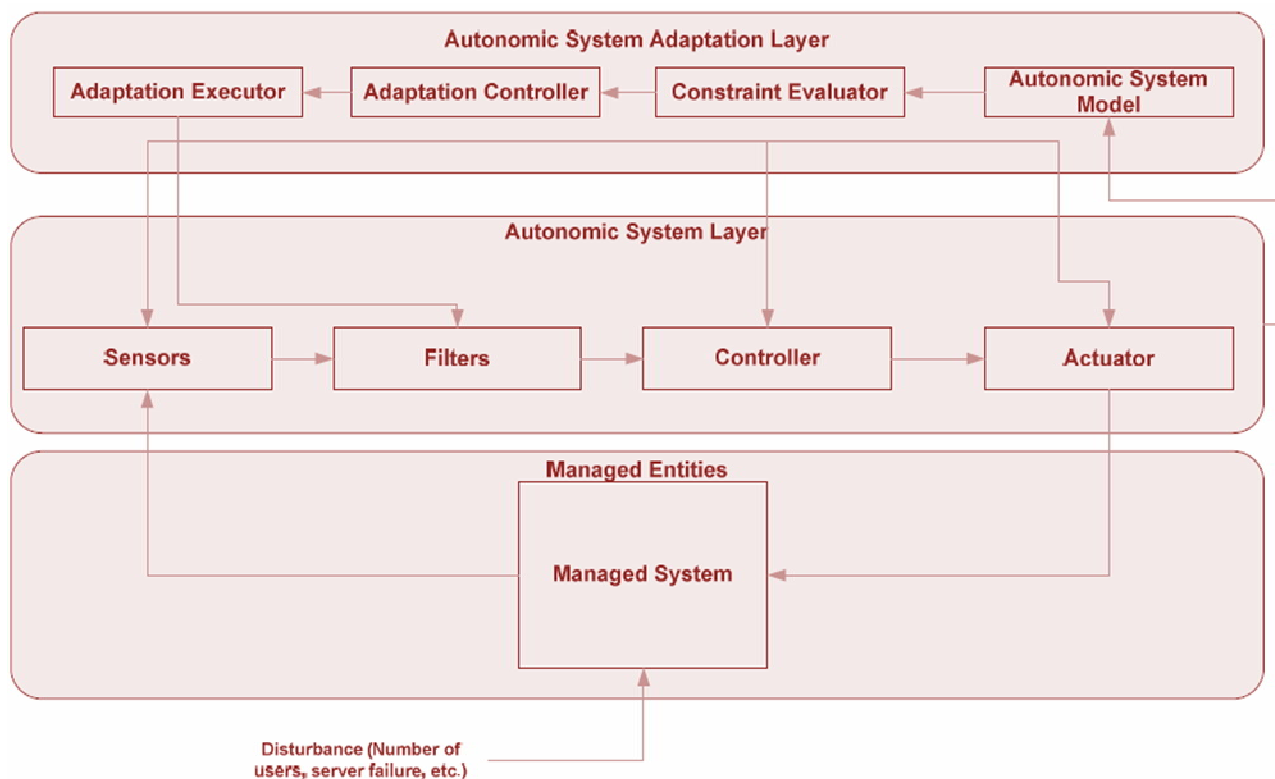 Autonomic System Adaptation Layer
Adaptation Executor
Adaptation Controller
Constraint Evaluator
Autonomic System
Model
Autonomic System Layer
Sensors
Filters
Controller
Actuator
Managed Entities
Managed System
Disturbance (Number of
users, server failure, etc.)